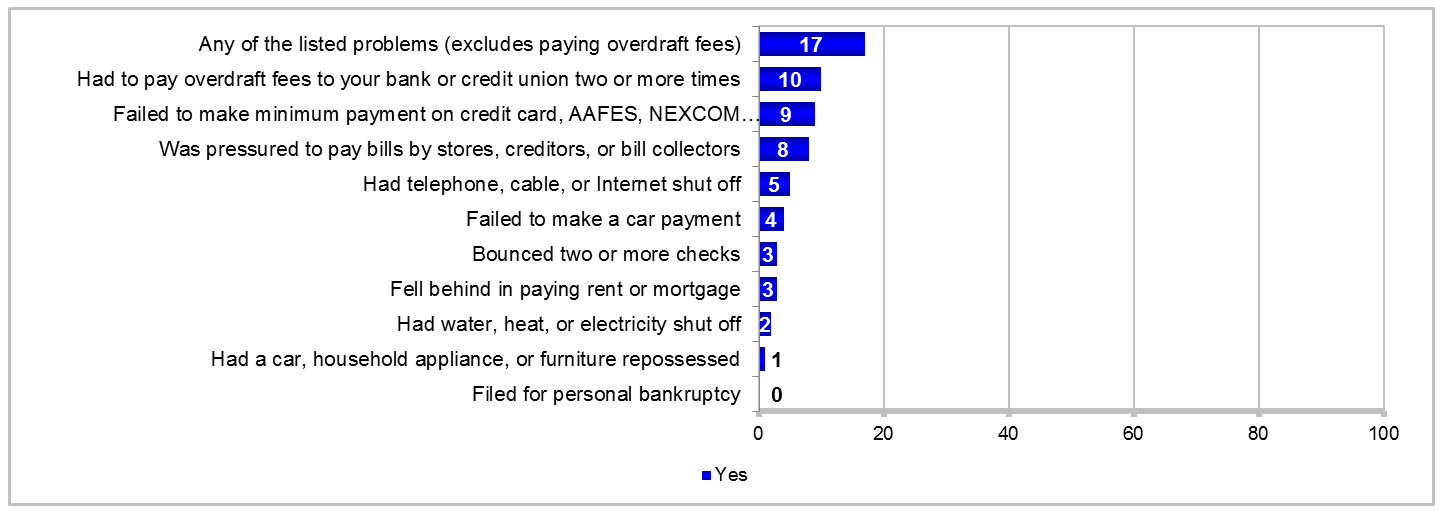 Any of the listed problems (excludes paying overdraft fees) 17
Had to pay overdraft fees to your bank or credit union two or more times 10
Failed to make minimum payment on credit card, AAFES, NEXCOM… 9
Was pressured to pay bills by stores, creditors, or bill collectors 8
Had telephone, cable, or Internet shut off 5
Failed to make a car payment 4
Bounced two or more checks 3
Fell behind in paying rent or mortgage 3
Had water, heat, or electricity shut off 2
Had a car, household appliance, or furniture repossessed 1
Filed for personal bankruptcy 0
0 20 40 60 80 100
Yes